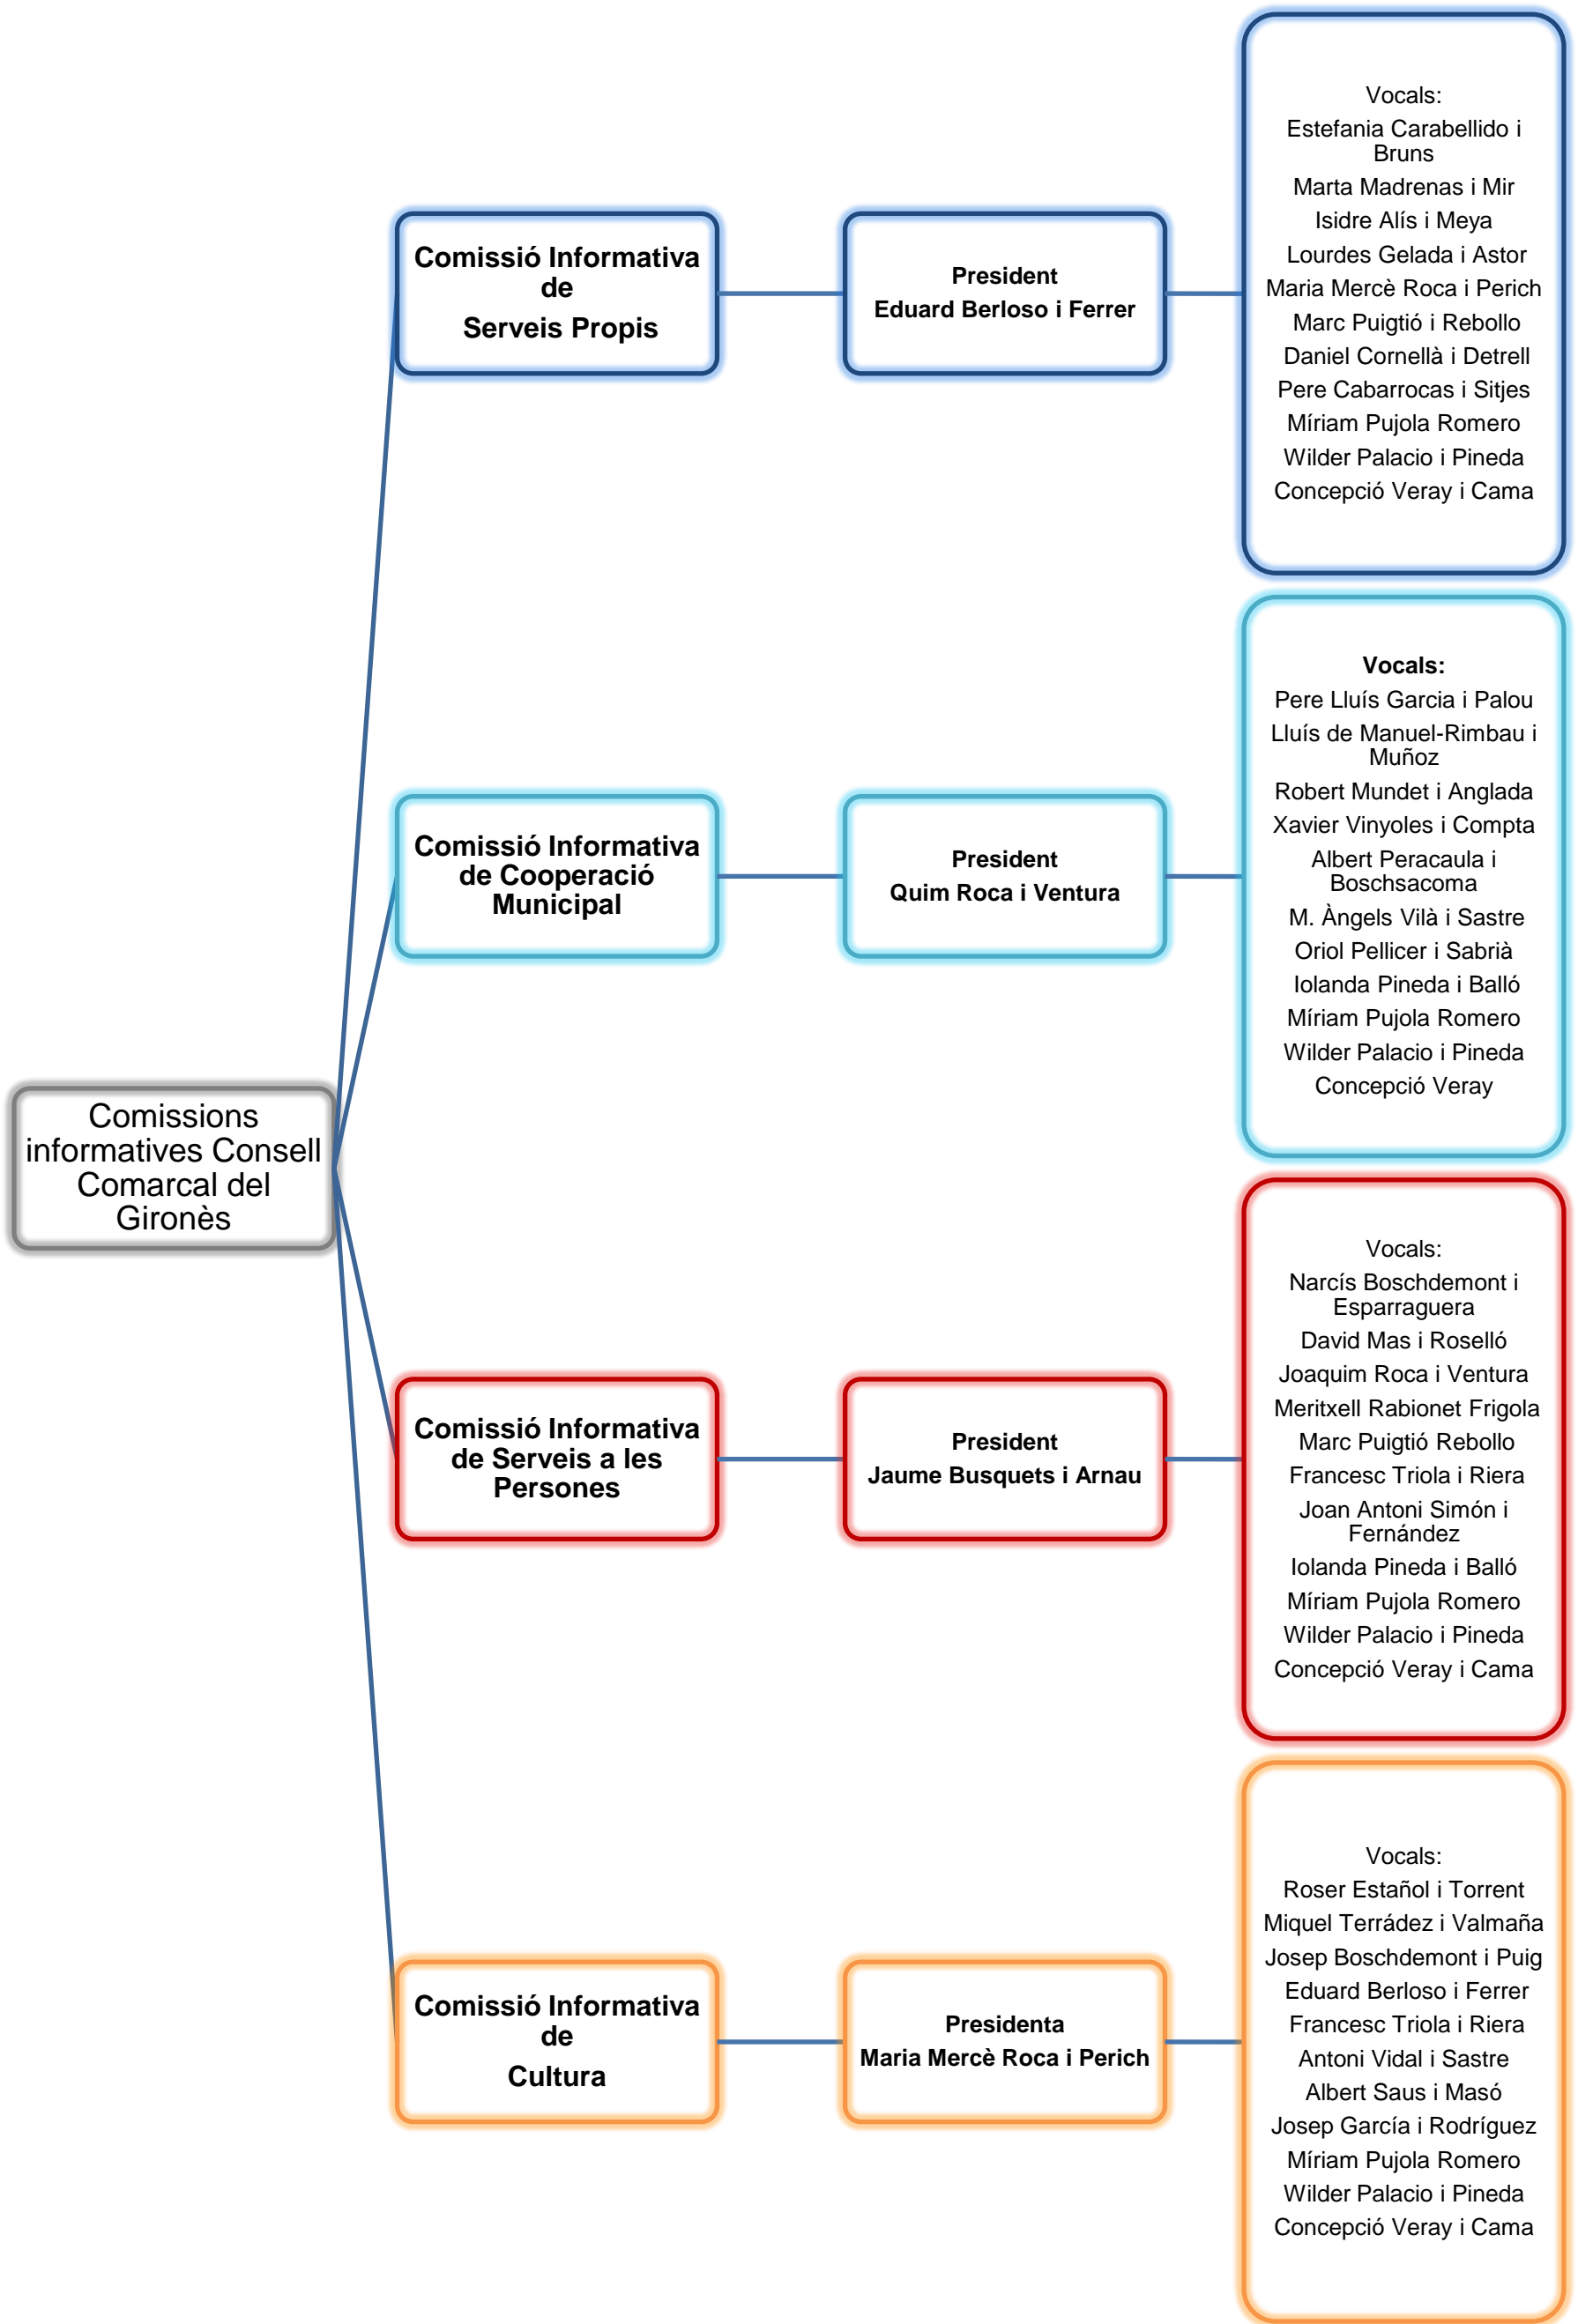 Comissions
informatives Consell
Comarcal del
Gironès
Comissió Informativa
de
Serveis Propis
President
Eduard Berloso i Ferrer
Vocals:
Estefania Carabellido i
Bruns
Marta Madrenas i Mir
Isidre Alís i Meya
Lourdes Gelada i Astor
Maria Mercè Roca i Perich
Marc Puigtió i Rebollo
Daniel Cornellà i Detrell
Pere Cabarrocas i Sitjes
Míriam Pujola Romero
Wilder Palacio i Pineda
Concepció Veray i Cama
Comissió Informativa
de Cooperació
Municipal
President
Quim Roca i Ventura
Vocals:
Pere Lluís Garcia i Palou
Lluís de Manuel-Rimbau i
Muñoz
Robert Mundet i Anglada
Xavier Vinyoles i Compta
Albert Peracaula i
Boschsacoma
M. Àngels Vilà i Sastre
Oriol Pellicer i Sabrià
Iolanda Pineda i Balló
Míriam Pujola Romero
Wilder Palacio i Pineda
Concepció Veray
Comissió Informativa
de Serveis a les
Persones
President
Jaume Busquets i Arnau
Vocals:
Narcís Boschdemont i
Esparraguera
David Mas i Roselló
Joaquim Roca i Ventura
Meritxell Rabionet Frigola
Marc Puigtió Rebollo
Francesc Triola i Riera
Joan Antoni Simón i
Fernández
Iolanda Pineda i Balló
Míriam Pujola Romero
Wilder Palacio i Pineda
Concepció Veray i Cama
Comissió Informativa
de
Cultura
Presidenta
Maria Mercè Roca i Perich
Vocals:
Roser Estañol i Torrent
Miquel Terrádez i Valmaña
Josep Boschdemont i Puig
Eduard Berloso i Ferrer
Francesc Triola i Riera
Antoni Vidal i Sastre
Albert Saus i Masó
Josep García i Rodríguez
Míriam Pujola Romero
Wilder Palacio i Pineda
Concepció Veray i Cama